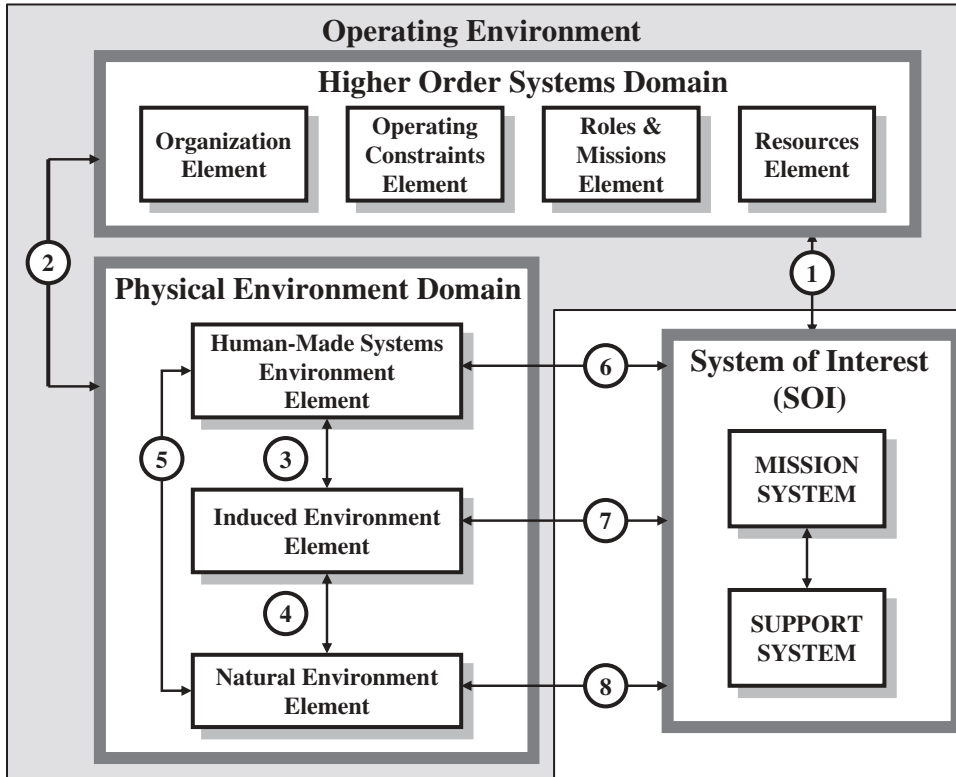 Operating Environment
Higher Order Systems Domain
Organization
Element
Operating
Constraints
Element
Roles &
Missions
Element
Resources
Element
2
1
Physical Environment Domain
Human-Made Systems
Environment
Element
6
System of Interest
(SOI)
5
3
MISSION
SYSTEM
Induced Environment
Element
7
4
SUPPORT
SYSTEM
Natural Environment
Element
8